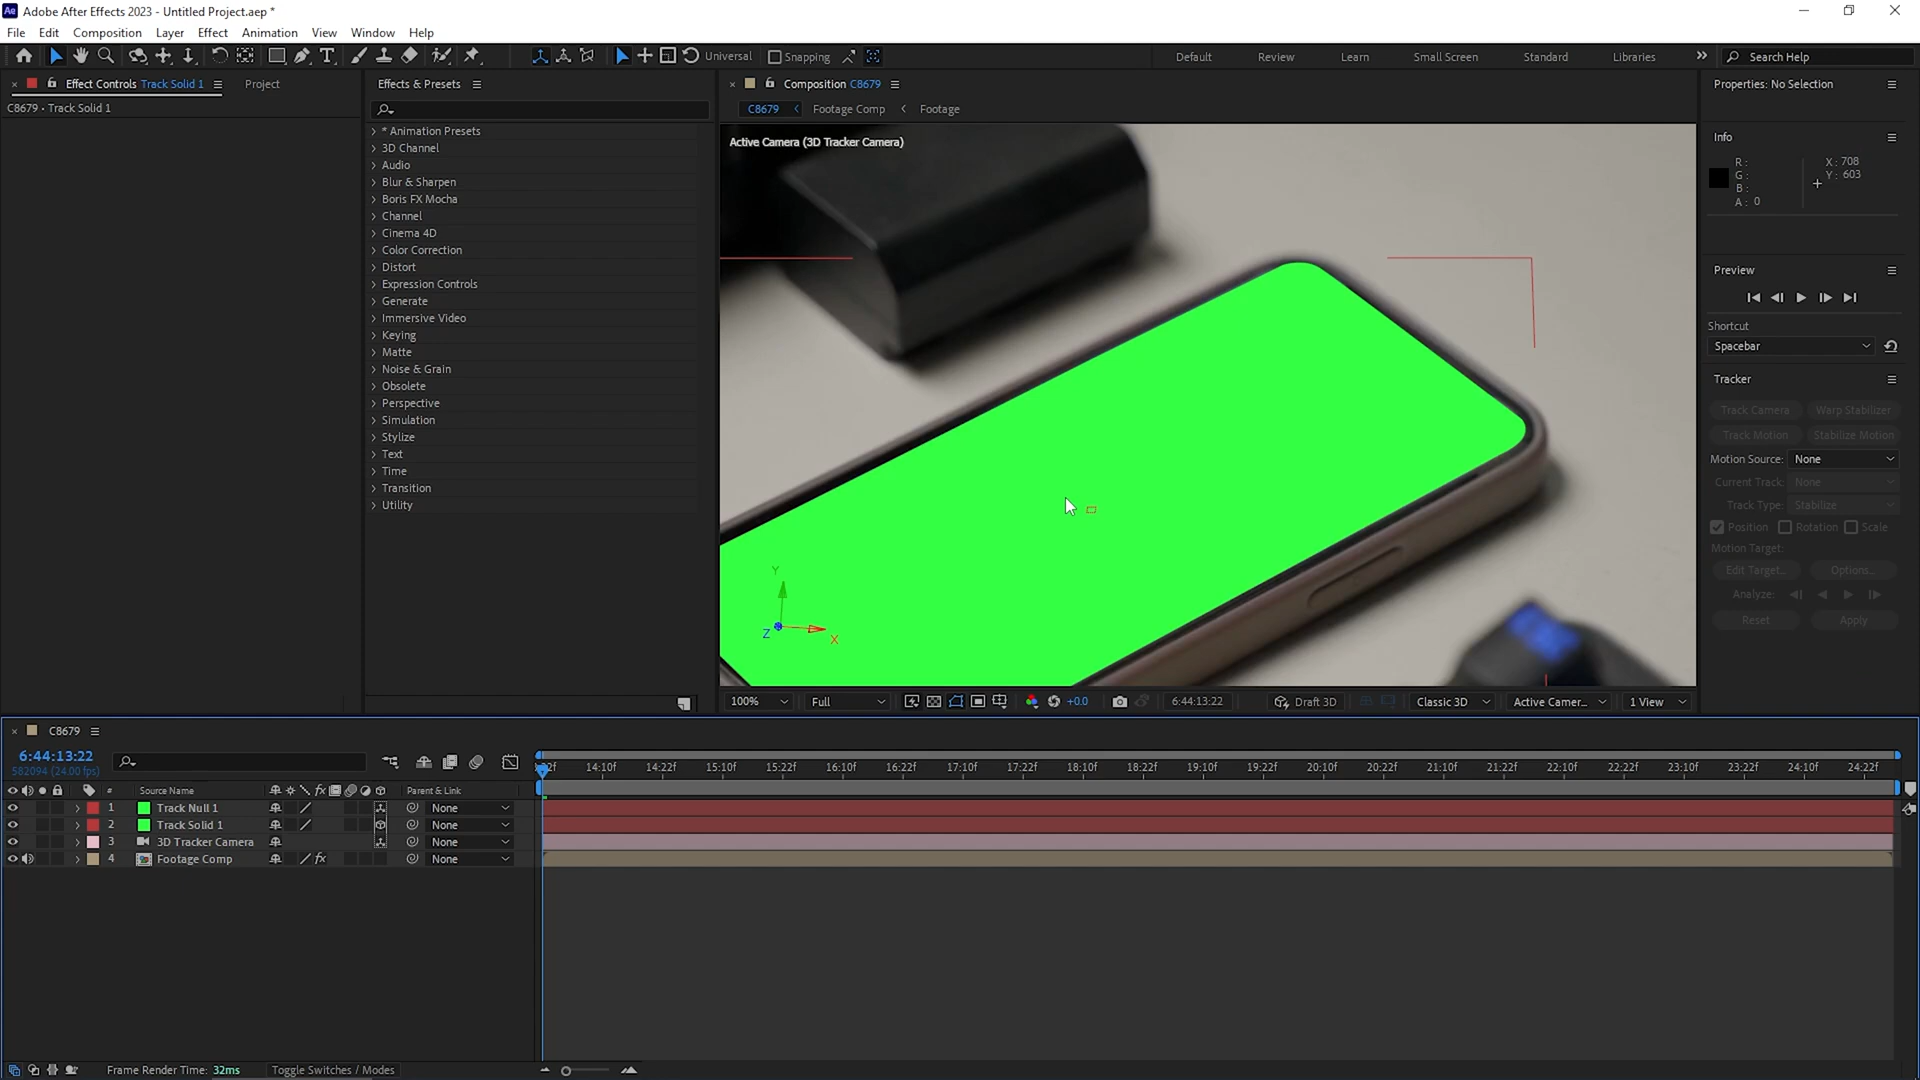 Adobe After Effects 2023 - Untitled Project.aep *
File Edit Composition Layer Effect Animation View Window Help
Universal Snapping Default Review Learn Small Screen Standard Libraries Search Help
Effect Controls Track Solid 1 Project
C8679 • Track Solid 1
Effects & Presets
* Animation Presets
3D Channel
Audio
Blur & Sharpen
Boris FX Mocha
Channel
Cinema 4D
Color Correction
Distort
Expression Controls
Generate
Immersive Video
Keying
Matte
Noise & Grain
Obsolete
Perspective
Simulation
Stylize
Text
Time
Transition
Utility
Composition C8679
C8679 Footage Comp Footage
Active Camera (3D Tracker Camera)
Y
Z
X
100% Full +0.0 6:44:13:22 Draft 3D Classic 3D Active Camer... 1 View
Properties: No Selection
Info
R :
G :
B :
A : 0
X : 708
Y : 603
Preview
Shortcut
Spacebar
Tracker
Track Camera Warp Stabilizer
Track Motion Stabilize Motion
Motion Source: None
Current Track: None
Track Type: Stabilize
Position Rotation Scale
Motion Target:
Edit Target... Options...
Analyze:
Reset Apply
C8679
6:44:13:22
582094 (24.00 fps)
14:10f 14:22f 15:10f 15:22f 16:10f 16:22f 17:10f 17:22f 18:10f 18:22f 19:10f 19:22f 20:10f 20:22f 21:10f 21:22f 22:10f 22:22f 23:10f 23:22f 24:10f 24:22f
# Source Name fx Parent & Link
1 Track Null 1 None
2 Track Solid 1 None
3 3D Tracker Camera None
4 Footage Comp fx None
Frame Render Time: 32ms Toggle Switches / Modes